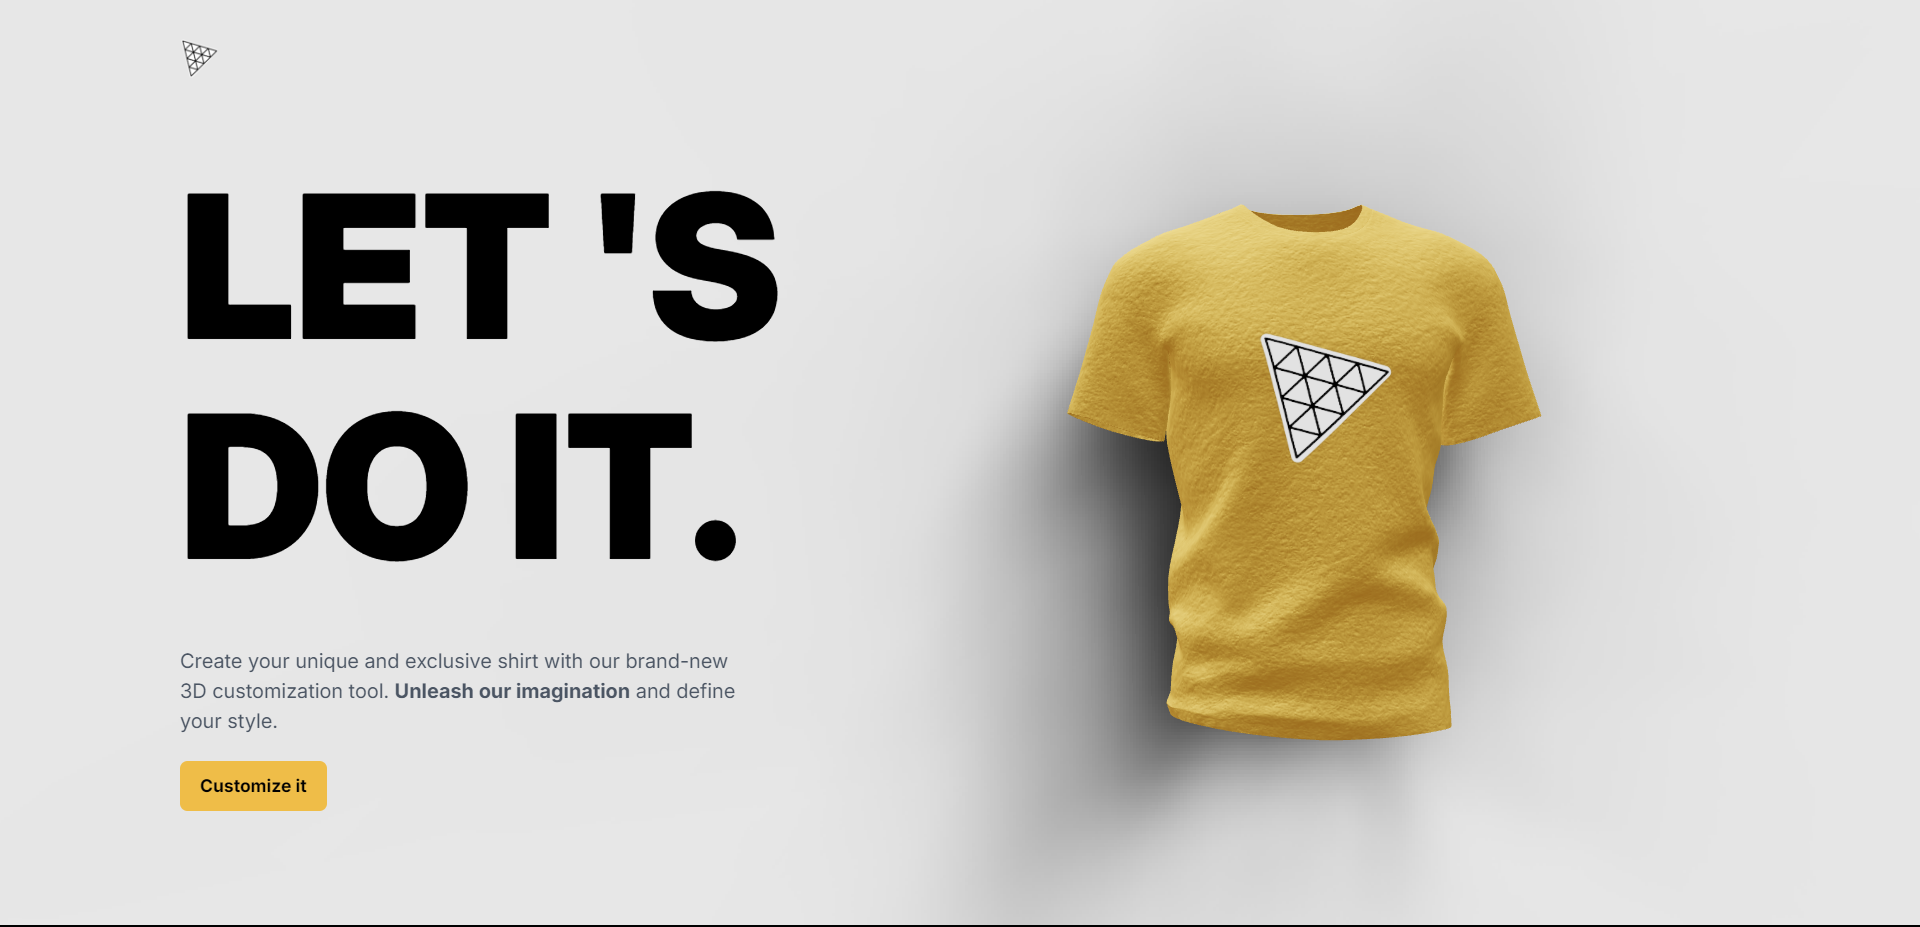 LET 'S
DO IT.
Create your unique and exclusive shirt with our brand-new
3D customization tool. Unleash our imagination and define
your style.
Customize it